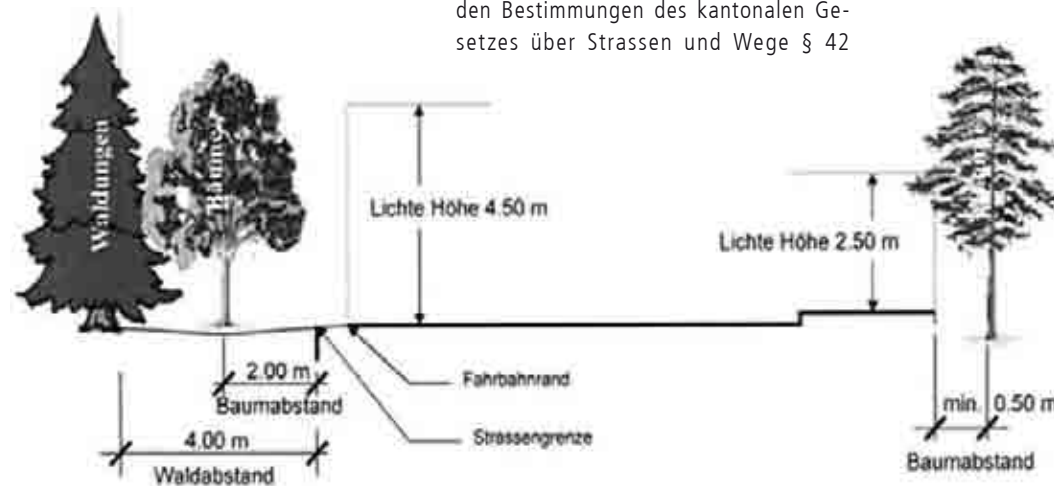 den Bestimmungen des kantonalen Ge-
setzes über Strassen und Wege § 42
Waldungen
Bäume
Lichte Höhe 4.50 m
Lichte Höhe 2.50 m
2.00 m
Baumabstand
4.00 m
Waldabstand
Fahrbahnrand
Strassengrenze
min. 0.50 m
Baumabstand